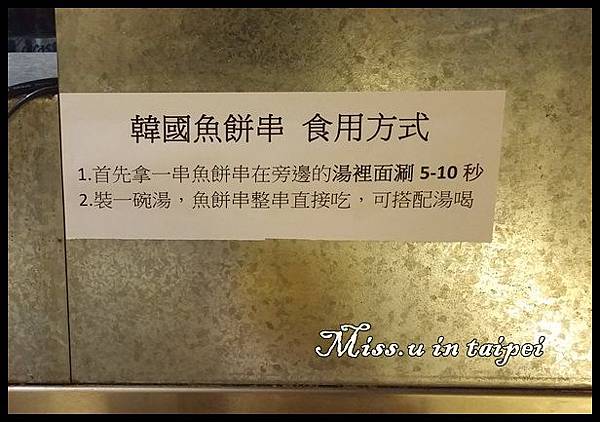 韓國魚餅串 食用方式
1.首先拿一串魚餅串在旁邊的湯裡面涮 5-10 秒
2.裝一碗湯，魚餅串整串直接吃，可搭配湯喝
Miss.u in taipei